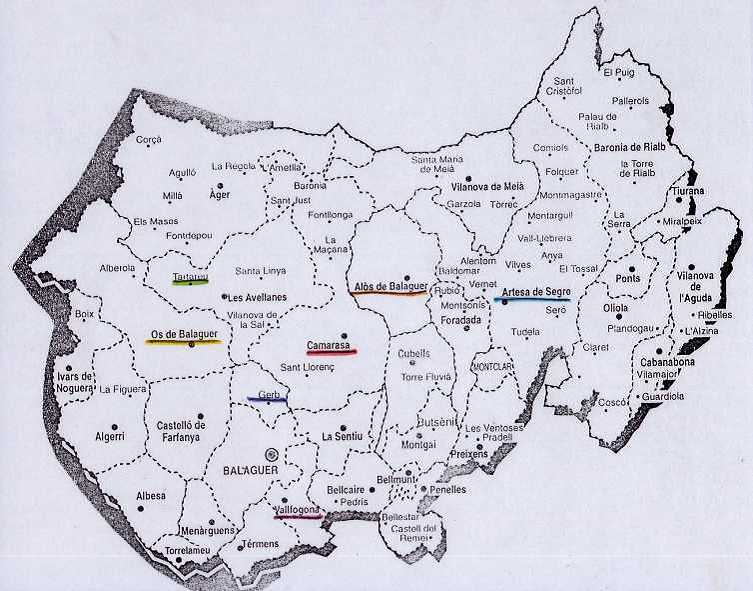 El Puig
Sant
Cristòfol
Pallerols
Palau de
Rialb
Corçà
Comiols
Baronia de Rialb
Santa Maria
de Meià
la Torre
de Rialb
La Règola
L'Ametlla
Agulló
Folguer
Baronia
Vilanova de Meià
Millà
Àger
Tiurana
Montmagastre
Sant Just
Garzola
Tòrrec
Els Masos
Fontllonga
Montargull
La
Serra
Miralpeix
Fontdepou
Vall-Llebrera
La
Maçana
Anya
Alentorn
Vilves
Alberola
Santa Linya
Baldomar
El Tossal
Tartareu
Ponts
Vilanova
de
l'Aguda
Alòs de Balaguer
Vernet
Rubió
Artesa de Segre
Les Avellanes
Montsonís
Boix
Foradada
Seró
Oliola
Ribelles
Vilanova de
la Sal
Plandogau
L'Alzina
Os de Balaguer
Tudela
Camarasa
Claret
Cubells
Cabanabona
Vilamajor
Sant Llorenç
MONTCLAR
Ivars de
Noguera
Torre Fluvià
La Figuera
Gerb
Guardiola
Coscó
Castelló de
Farfanya
Butsènit
Les Ventoses
Pradell
Algerri
La Sentiu
Montgai
Preixens
BALAGUER
Bellmunt
Bellcaire
Penelles
Albesa
Pedrís
Vallfogona
Bellestar
Menàrguens
Castell del
Remei
Térmens
Torrelameu